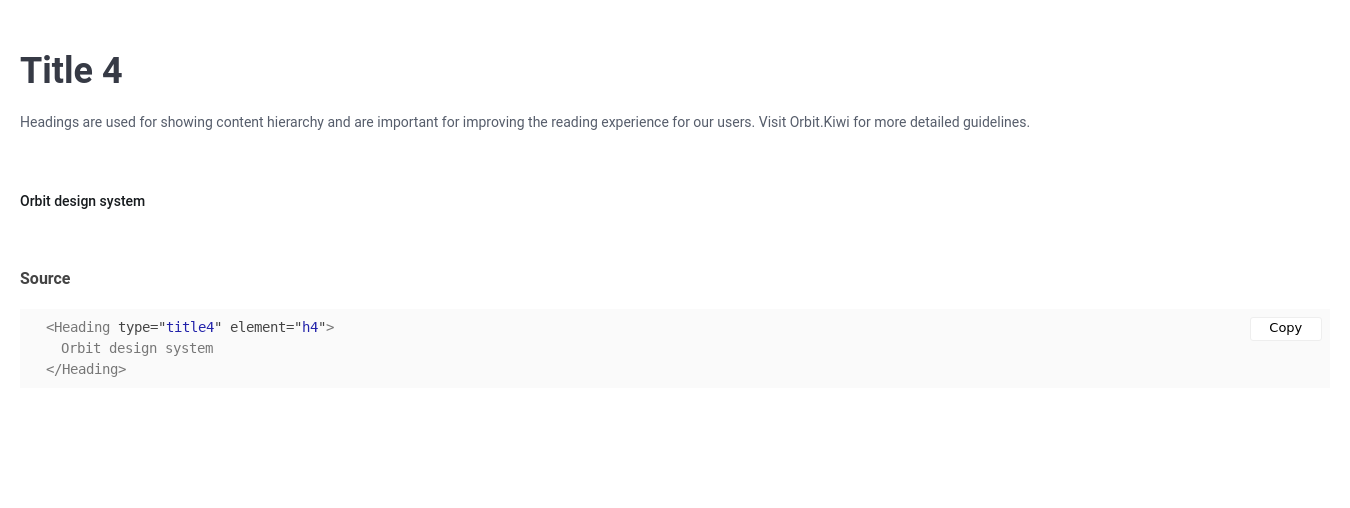 Title 4
Headings are used for showing content hierarchy and are important for improving the reading experience for our users. Visit Orbit.Kiwi for more detailed guidelines.
Orbit design system
Source
<Heading type="title4" element="h4">
Copy
Orbit design system
</Heading>